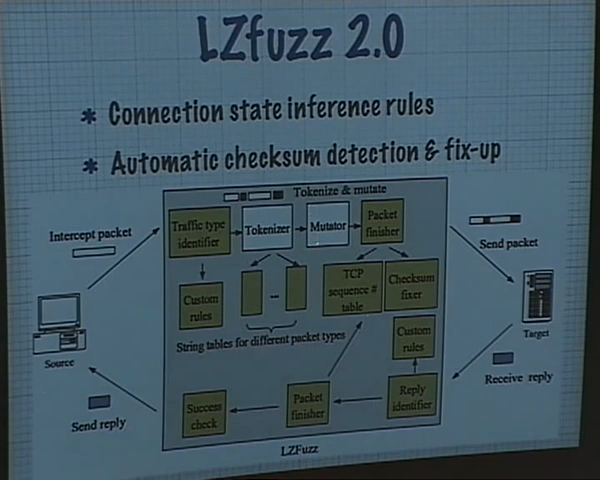 LZfuzz 2.0
* Connection state inference rules
* Automatic checksum detection & fix-up
Tokenize & mutate
Intercept packet
Traffic type
identifier
Tokenizer
Mutator
Packet
finisher
Send packet
Custom
rules
...
TCP
sequence #
table
Checksum
fixer
String tables for different packet types
Custom
rules
Source
Target
Receive reply
Send reply
Success
check
Packet
finisher
Reply
identifier
LZFuzz